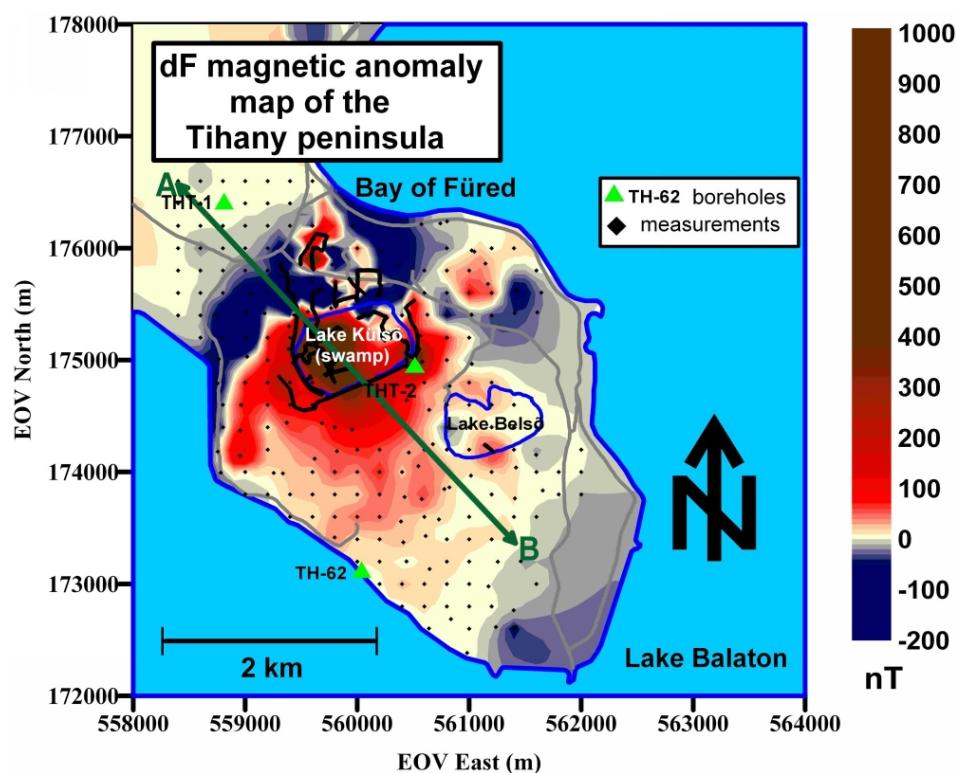 178000
177000
176000
175000
174000
173000
172000
EOV North (m)
dF magnetic anomaly
map of the
Tihany peninsula
Bay of Füred
TH-62 boreholes
measurements
A
THT-1
Lake Külsö
(swamp)
THT-2
Lake Belsö
B
TH-62
N
2 km
Lake Balaton
558000 559000 560000 561000 562000 563000 564000
EOV East (m)
1000
900
800
700
600
500
400
300
200
100
0
-100
-200
nT